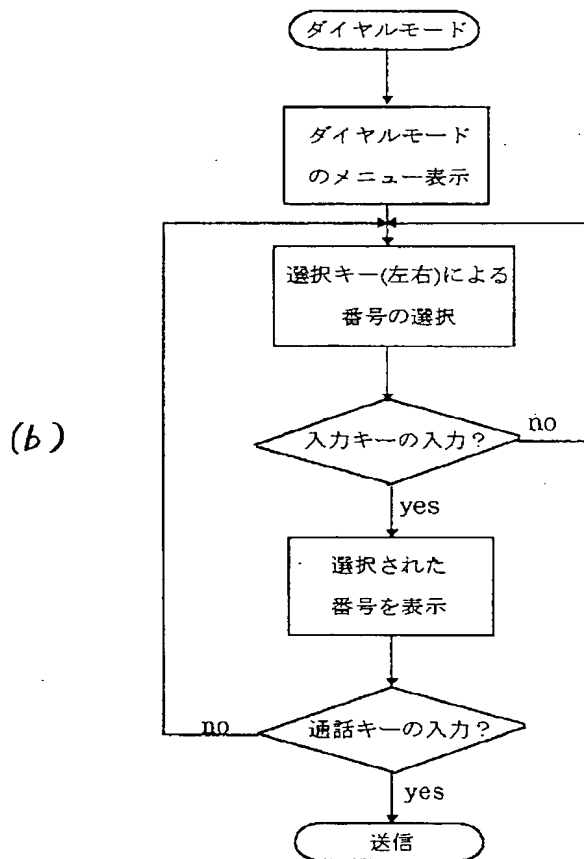 ダイヤルモード
ダイヤルモード
のメニュー表示
選択キー(左右)による
番号の選択
(b)
入力キーの入力?
no
yes
選択された
番号を表示
no
通話キーの入力?
yes
送信